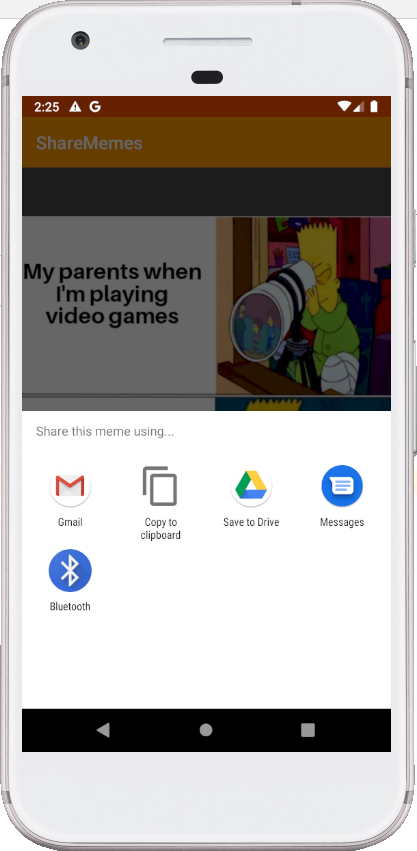 2:25
ShareMemes
My parents when
I'm playing
video games
Share this meme using...
Gmail
Copy to
clipboard
Save to Drive
Messages
Bluetooth